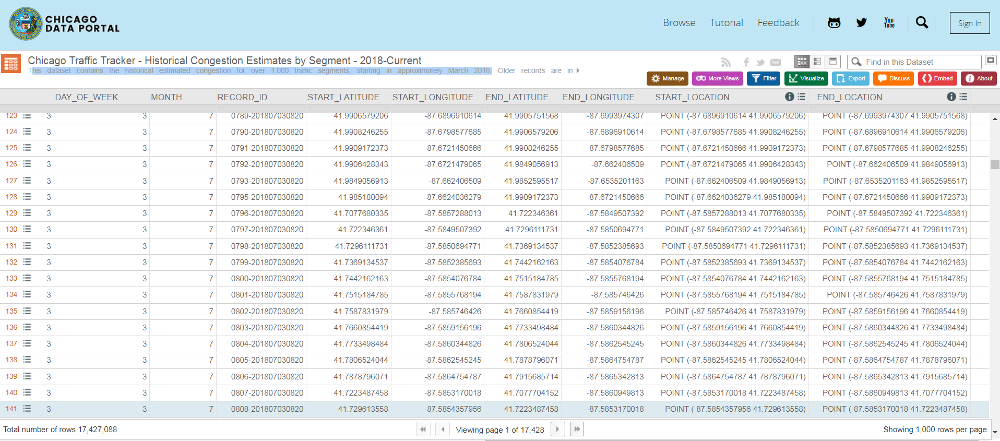 CHICAGO
DATA PORTAL
Browse Tutorial Feedback You Tube Sign In
Chicago Traffic Tracker - Historical Congestion Estimates by Segment - 2018-Current
This dataset contains the historical estimated congestion for over 1,000 traffic segments, starting in approximately March 2018. Older records are in
Find in this Dataset
Manage More Views Filter Visualize Export Discuss Embed About
DAY_OF_WEEK MONTH RECORD_ID START_LATITUDE START_LONGITUDE END_LATITUDE END_LONGITUDE START_LOCATION END_LOCATION
123 3 3 7 0789-201807030820 41.9906579206 -87.6896910614 41.9905751568 -87.6993974307 POINT (-87.6896910614 41.9906579206) POINT (-87.6993974307 41.9905751568)
124 3 3 7 0790-201807030820 41.9908246255 -87.6798577685 41.9906579206 -87.6896910614 POINT (-87.6798577685 41.9908246255) POINT (-87.6896910614 41.9906579206)
125 3 3 7 0791-201807030820 41.9909172373 -87.6721450666 41.9908246255 -87.6798577685 POINT (-87.6721450666 41.9909172373) POINT (-87.6798577685 41.9908246255)
126 3 3 7 0792-201807030820 41.9906428343 -87.6721479065 41.9849056913 -87.662406509 POINT (-87.6721479065 41.9906428343) POINT (-87.662406509 41.9849056913)
127 3 3 7 0793-201807030820 41.9849056913 -87.662406509 41.9852595517 -87.6535201163 POINT (-87.662406509 41.9849056913) POINT (-87.6535201163 41.9852595517)
128 3 3 7 0795-201807030820 41.985180094 -87.6624036279 41.9909172373 -87.6721450666 POINT (-87.6624036279 41.985180094) POINT (-87.6721450666 41.9909172373)
129 3 3 7 0796-201807030820 41.7077680335 -87.5857288013 41.722346361 -87.5849507392 POINT (-87.5857288013 41.7077680335) POINT (-87.5849507392 41.722346361)
130 3 3 7 0797-201807030820 41.722346361 -87.5849507392 41.7296111731 -87.5850694771 POINT (-87.5849507392 41.722346361) POINT (-87.5850694771 41.7296111731)
131 3 3 7 0798-201807030820 41.7296111731 -87.5850694771 41.7369134537 -87.5852385693 POINT (-87.5850694771 41.7296111731) POINT (-87.5852385693 41.7369134537)
132 3 3 7 0799-201807030820 41.7369134537 -87.5852385693 41.7442162163 -87.5854076784 POINT (-87.5852385693 41.7369134537) POINT (-87.5854076784 41.7442162163)
133 3 3 7 0800-201807030820 41.7442162163 -87.5854076784 41.7515184785 -87.5855768194 POINT (-87.5854076784 41.7442162163) POINT (-87.5855768194 41.7515184785)
134 3 3 7 0801-201807030820 41.7515184785 -87.5855768194 41.7587831979 -87.585746426 POINT (-87.5855768194 41.7515184785) POINT (-87.585746426 41.7587831979)
135 3 3 7 0802-201807030820 41.7587831979 -87.585746426 41.7660854419 -87.5859156196 POINT (-87.585746426 41.7587831979) POINT (-87.5859156196 41.7660854419)
136 3 3 7 0803-201807030820 41.7660854419 -87.5859156196 41.7733498484 -87.5860344826 POINT (-87.5859156196 41.7660854419) POINT (-87.5860344826 41.7733498484)
137 3 3 7 0804-201807030820 41.7733498484 -87.5860344826 41.7806524044 -87.5862545245 POINT (-87.5860344826 41.7733498484) POINT (-87.5862545245 41.7806524044)
138 3 3 7 0805-201807030820 41.7806524044 -87.5862545245 41.7878796071 -87.5864754787 POINT (-87.5862545245 41.7806524044) POINT (-87.5864754787 41.7878796071)
139 3 3 7 0806-201807030820 41.7878796071 -87.5864754787 41.7915685714 -87.5865342813 POINT (-87.5864754787 41.7878796071) POINT (-87.5865342813 41.7915685714)
140 3 3 7 0807-201807030820 41.7223487458 -87.5853170018 41.7077704152 -87.5860949813 POINT (-87.5853170018 41.7223487458) POINT (-87.5860949813 41.7077704152)
141 3 3 7 0808-201807030820 41.729613558 -87.5854357956 41.7223487458 -87.5853170018 POINT (-87.5854357956 41.729613558) POINT (-87.5853170018 41.7223487458)
Total number of rows 17,427,088 Viewing page 1 of 17,428 Showing 1,000 rows per page